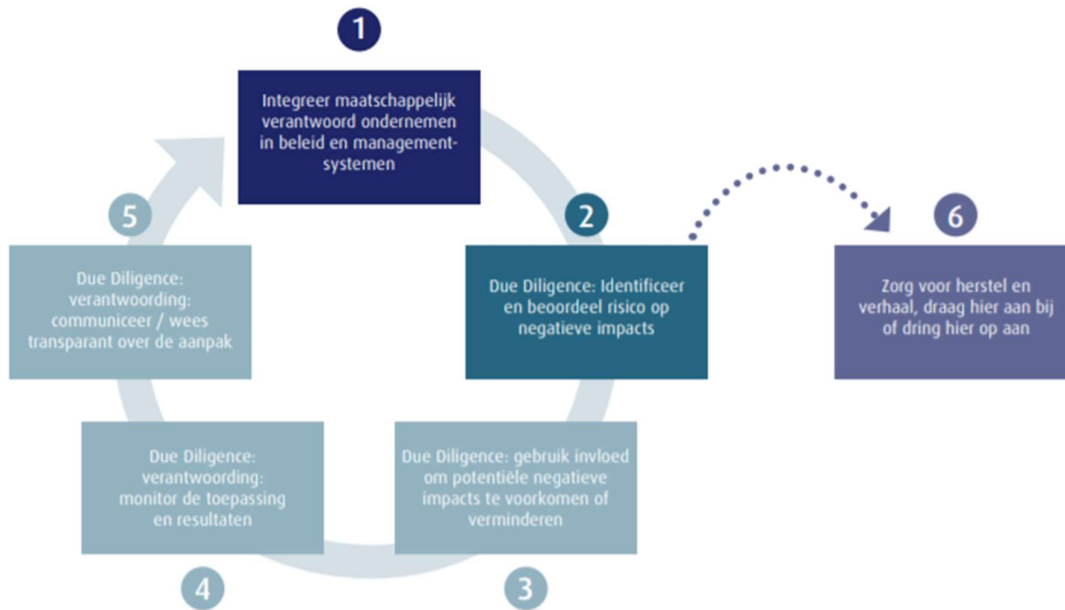 1
Integreer maatschappelijk
verantwoord ondernemen
in beleid en management-
systemen
2
Due Diligence: Identificeer
en beoordeel risico op
negatieve impacts
3
Due Diligence: gebruik invloed
om potentiële negatieve
impacts te voorkomen of
verminderen
4
Due Diligence:
verantwoording:
monitor de toepassing
en resultaten
5
Due Diligence:
verantwoording:
communiceer / wees
transparant over de aanpak
6
Zorg voor herstel en
verhaal, draag hier aan bij
of dring hier op aan